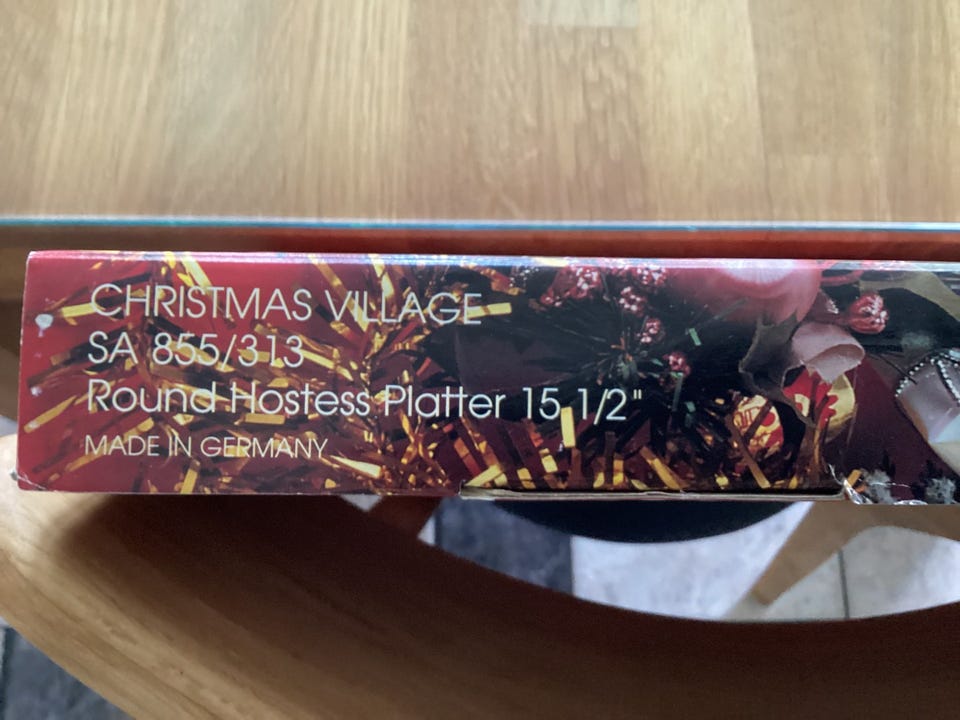 CHRISTMAS VILLAGE
SA 855/313
Round Hostess Platter 15 1/2"
MADE IN GERMANY